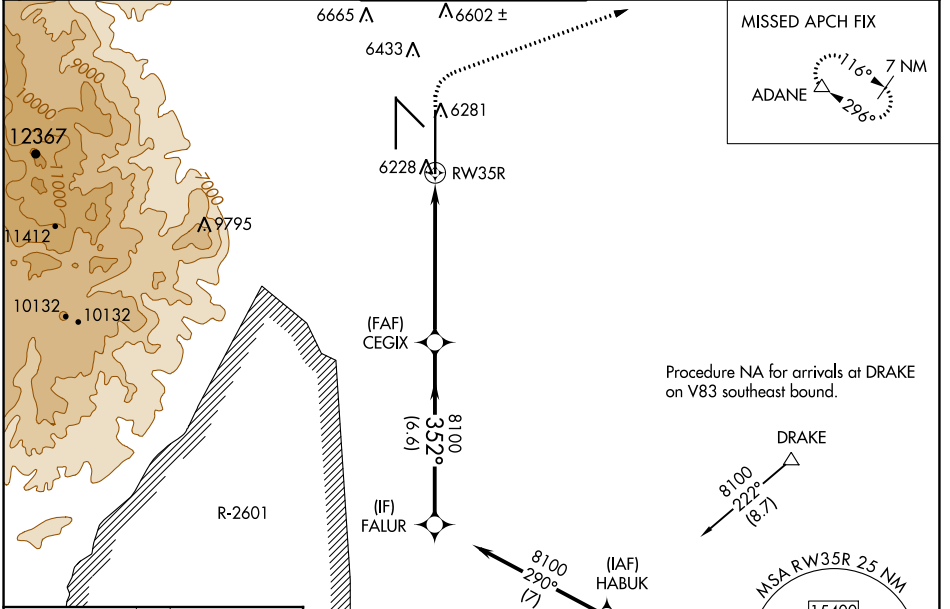 6665
6602 ±
6433
6281
6228
RW35R
MISSED APCH FIX
ADANE
116°
7 NM
296°
9000
10000
12367
11000
7000
9795
11412
10132
10132
(FAF)
CEGIX
8100
352°
(6.6)
(IF)
FALUR
R-2601
Procedure NA for arrivals at DRAKE
on V83 southeast bound.
DRAKE
8100
222°
(8.7)
8100
290°
(7)
(IAF)
HABUK
MSA RW35R 25 NM